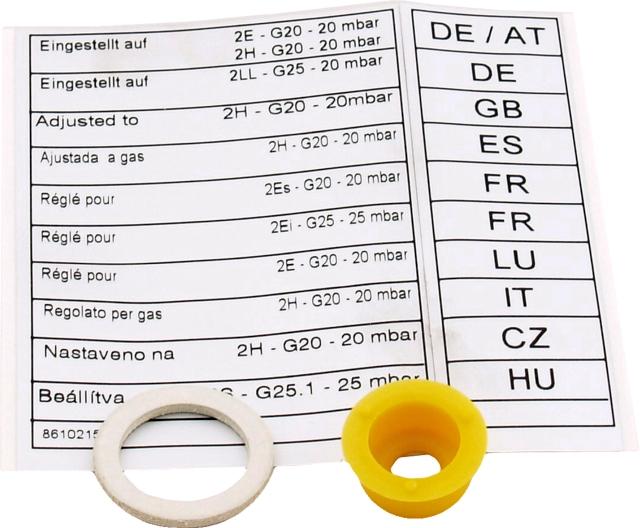 Eingestellt auf 2E - G20 - 20 mbar DE / AT
2H - G20 - 20 mbar
Eingestellt auf 2LL - G25 - 20 mbar DE
Adjusted to 2H - G20 - 20mbar GB
Ajustada a gas 2H - G20 - 20 mbar ES
Réglé pour 2Es - G20 - 20 mbar FR
Réglé pour 2Ei - G25 - 25 mbar FR
Réglé pour 2E - G20 - 20 mbar LU
Regolato per gas 2H - G20 - 20 mbar IT
Nastaveno na 2H - G20 - 20 mbar CZ
Beállítva - G25.1 - 25 mbar HU